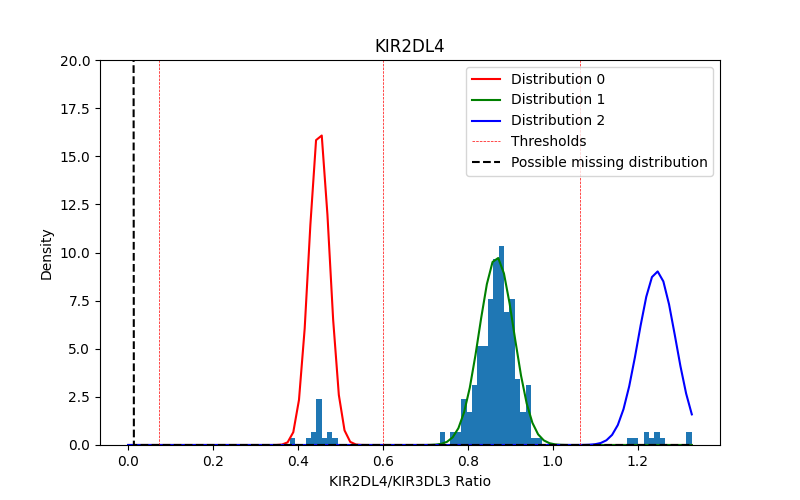 KIR2DL4
20.0
17.5
15.0
12.5
10.0
7.5
5.0
2.5
0.0
Density
Distribution 0
Distribution 1
Distribution 2
Thresholds
Possible missing distribution
0.0 0.2 0.4 0.6 0.8 1.0 1.2
KIR2DL4/KIR3DL3 Ratio